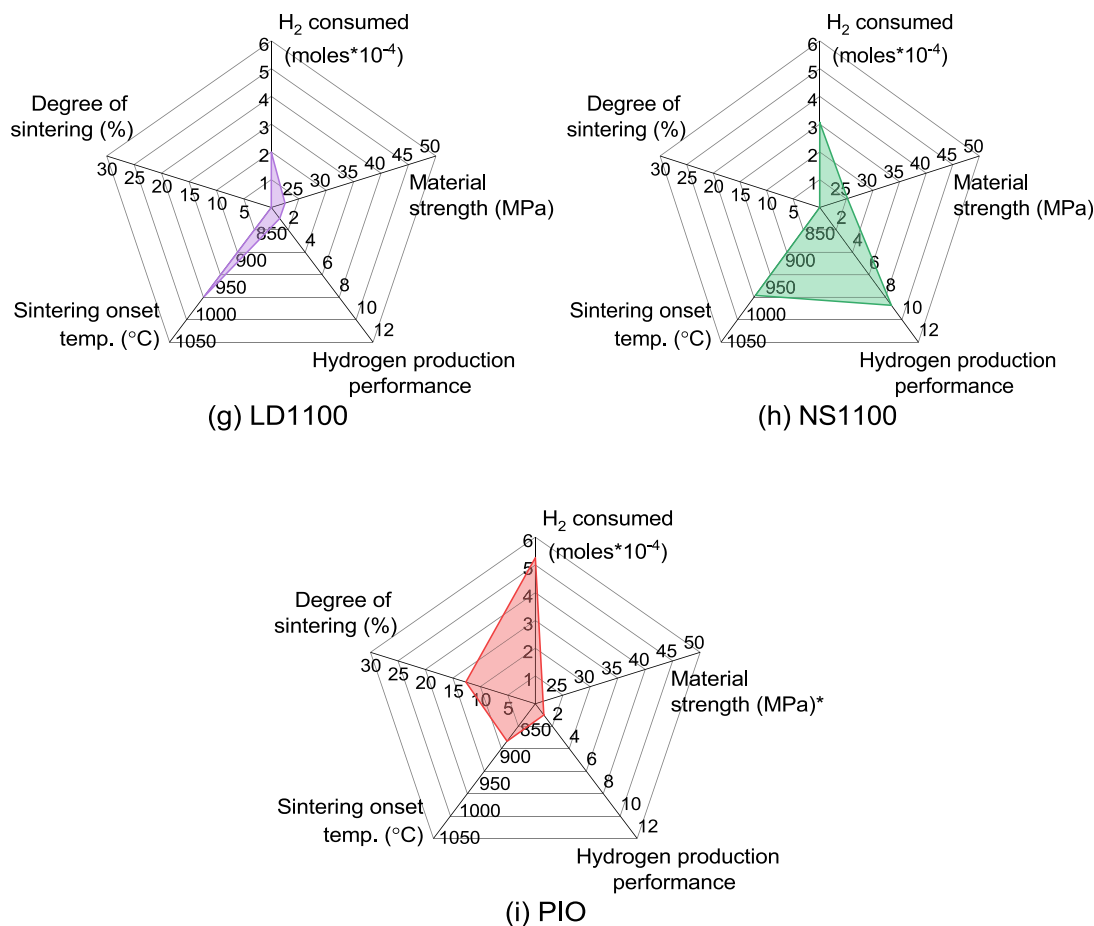 H2 consumed
(moles*10-4)
6
5
4
3
2
1
Degree of
sintering (%)
30
25
20
15
10
5
50
45
40
35
30
25
Material
strength (MPa)
2
4
6
8
10
12
850
900
950
1000
1050
Sintering onset
temp. (°C)
Hydrogen production
performance
(g) LD1100
H2 consumed
(moles*10-4)
6
5
4
3
2
1
Degree of
sintering (%)
30
25
20
15
10
5
50
45
40
35
30
25
Material
strength (MPa)
2
4
6
8
10
12
850
900
950
1000
1050
Sintering onset
temp. (°C)
Hydrogen production
performance
(h) NS1100
H2 consumed
(moles*10-4)
6
5
4
3
2
1
Degree of
sintering (%)
30
25
20
15
10
5
50
45
40
35
30
25
Material
strength (MPa)*
2
4
6
8
10
12
850
900
950
1000
1050
Sintering onset
temp. (°C)
Hydrogen production
performance
(i) PIO